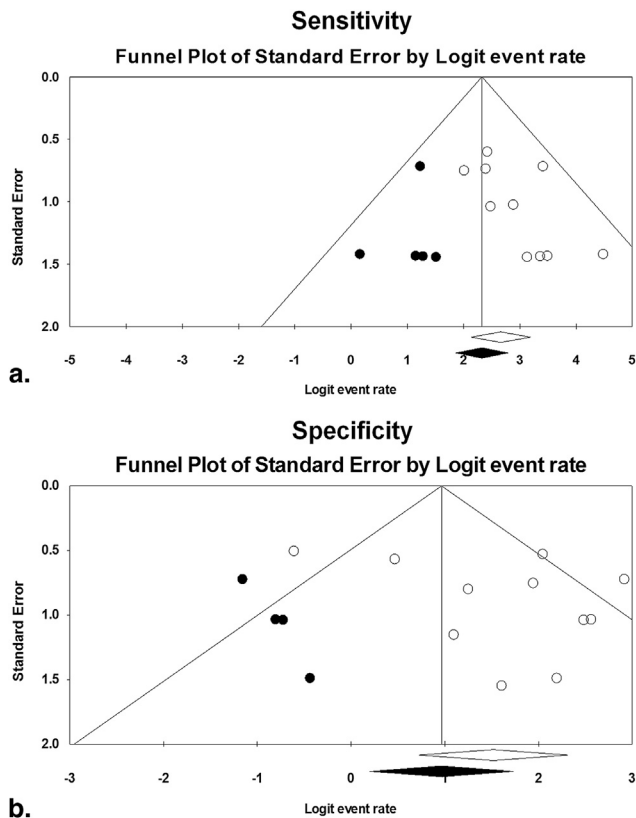 Sensitivity
Funnel Plot of Standard Error by Logit event rate
0.0
0.5
1.0
1.5
2.0
Standard Error
-5 -4 -3 -2 -1 0 1 2 3 4 5
Logit event rate
a.
Specificity
Funnel Plot of Standard Error by Logit event rate
0.0
0.5
1.0
1.5
2.0
Standard Error
-3 -2 -1 0 1 2 3
Logit event rate
b.